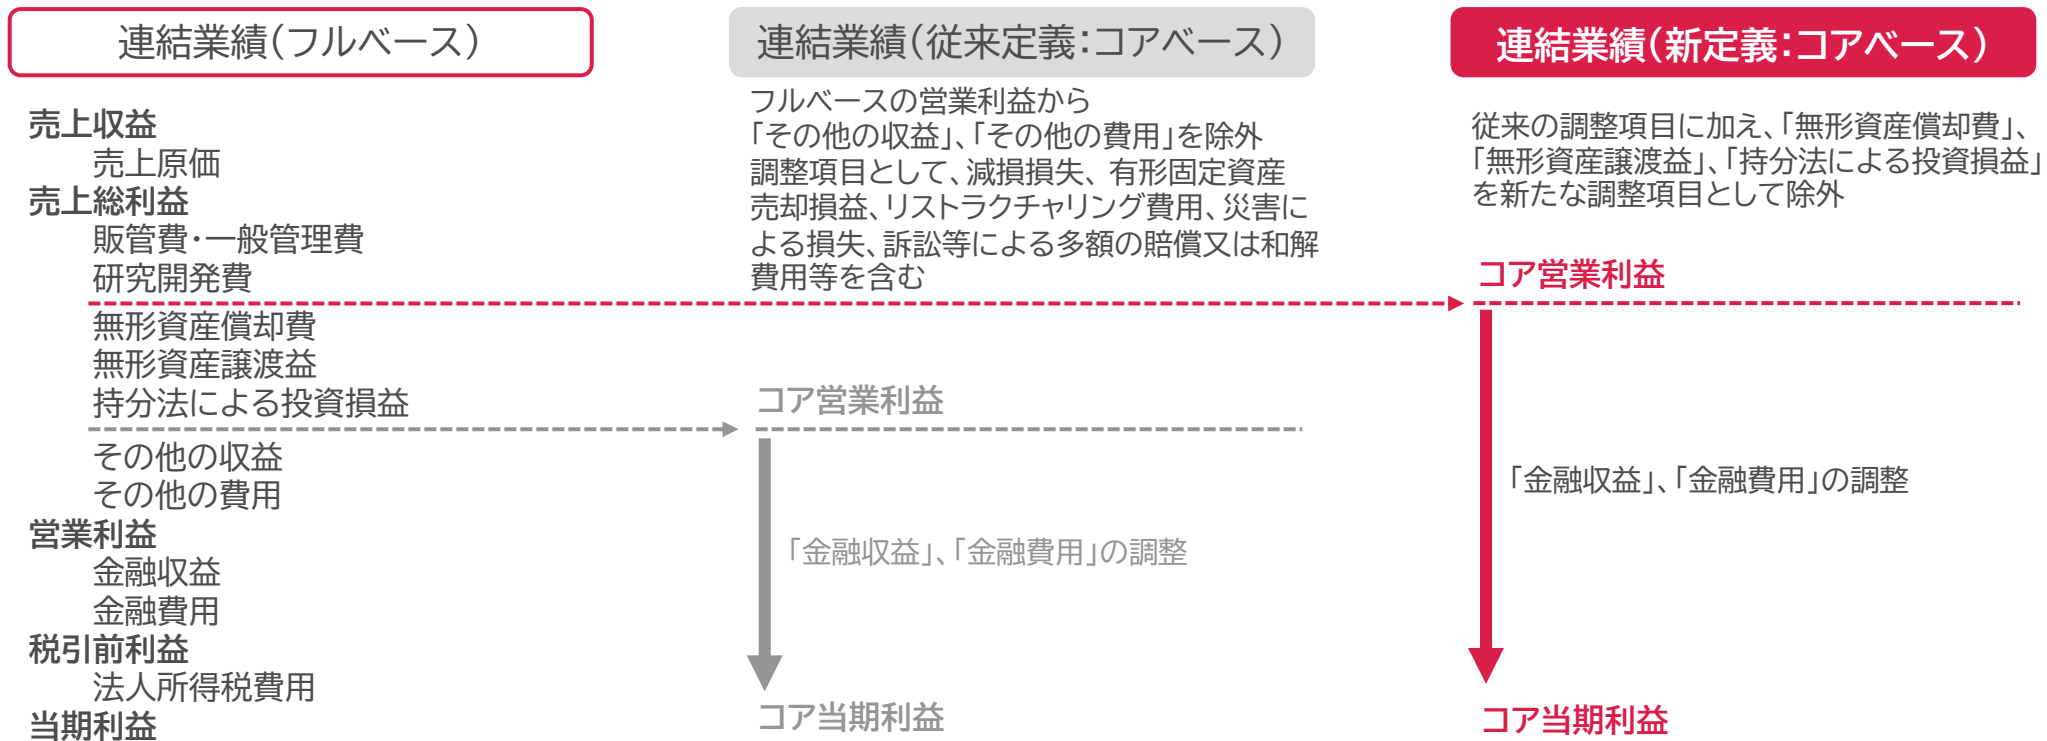 連結業績(フルベース)
売上収益
売上原価
売上総利益
販管費・一般管理費
研究開発費
無形資産償却費
無形資産譲渡益
持分法による投資損益
その他の収益
その他の費用
営業利益
金融収益
金融費用
税引前利益
法人所得税費用
当期利益
連結業績(従来定義:コアベース)
フルベースの営業利益から
「その他の収益」、「その他の費用」を除外
調整項目として、減損損失、有形固定資産
売却損益、リストラクチャリング費用、災害に
よる損失、訴訟等による多額の賠償又は和解
費用等を含む
コア営業利益
「金融収益」、「金融費用」の調整
コア当期利益
連結業績(新定義:コアベース)
従来の調整項目に加え、「無形資産償却費」、
「無形資産譲渡益」、「持分法による投資損益」
を新たな調整項目として除外
コア営業利益
「金融収益」、「金融費用」の調整
コア当期利益